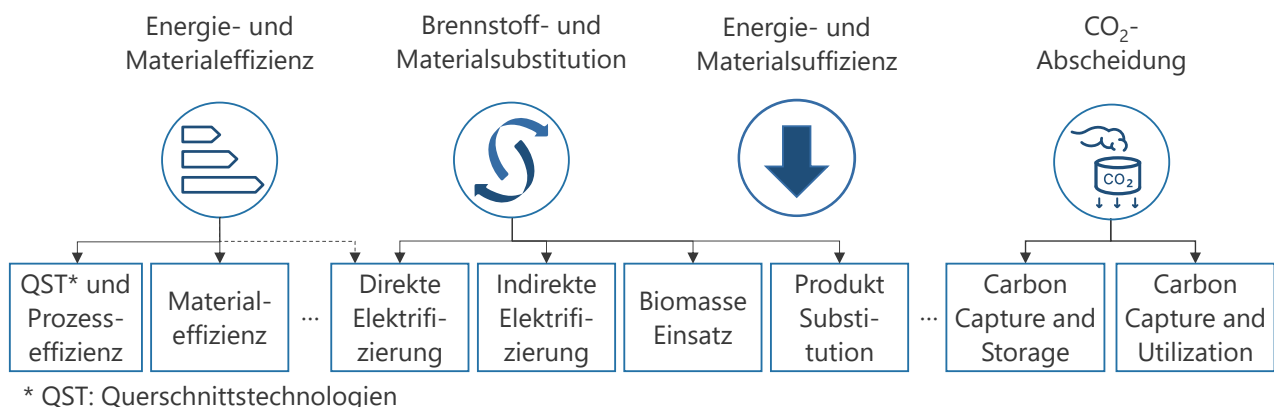 Energie- und
Materialeffizienz
Brennstoff- und
Materialsubstitution
Energie- und
Materialsuffizienz
CO₂-
Abscheidung
CO₂
QST* und
Prozess-
effizienz
Material-
effizienz
...
Direkte
Elektrifi-
zierung
Indirekte
Elektrifi-
zierung
Biomasse
Einsatz
Produkt
Substi-
tution
...
Carbon
Capture and
Storage
Carbon
Capture and
Utilization
* QST: Querschnittstechnologien